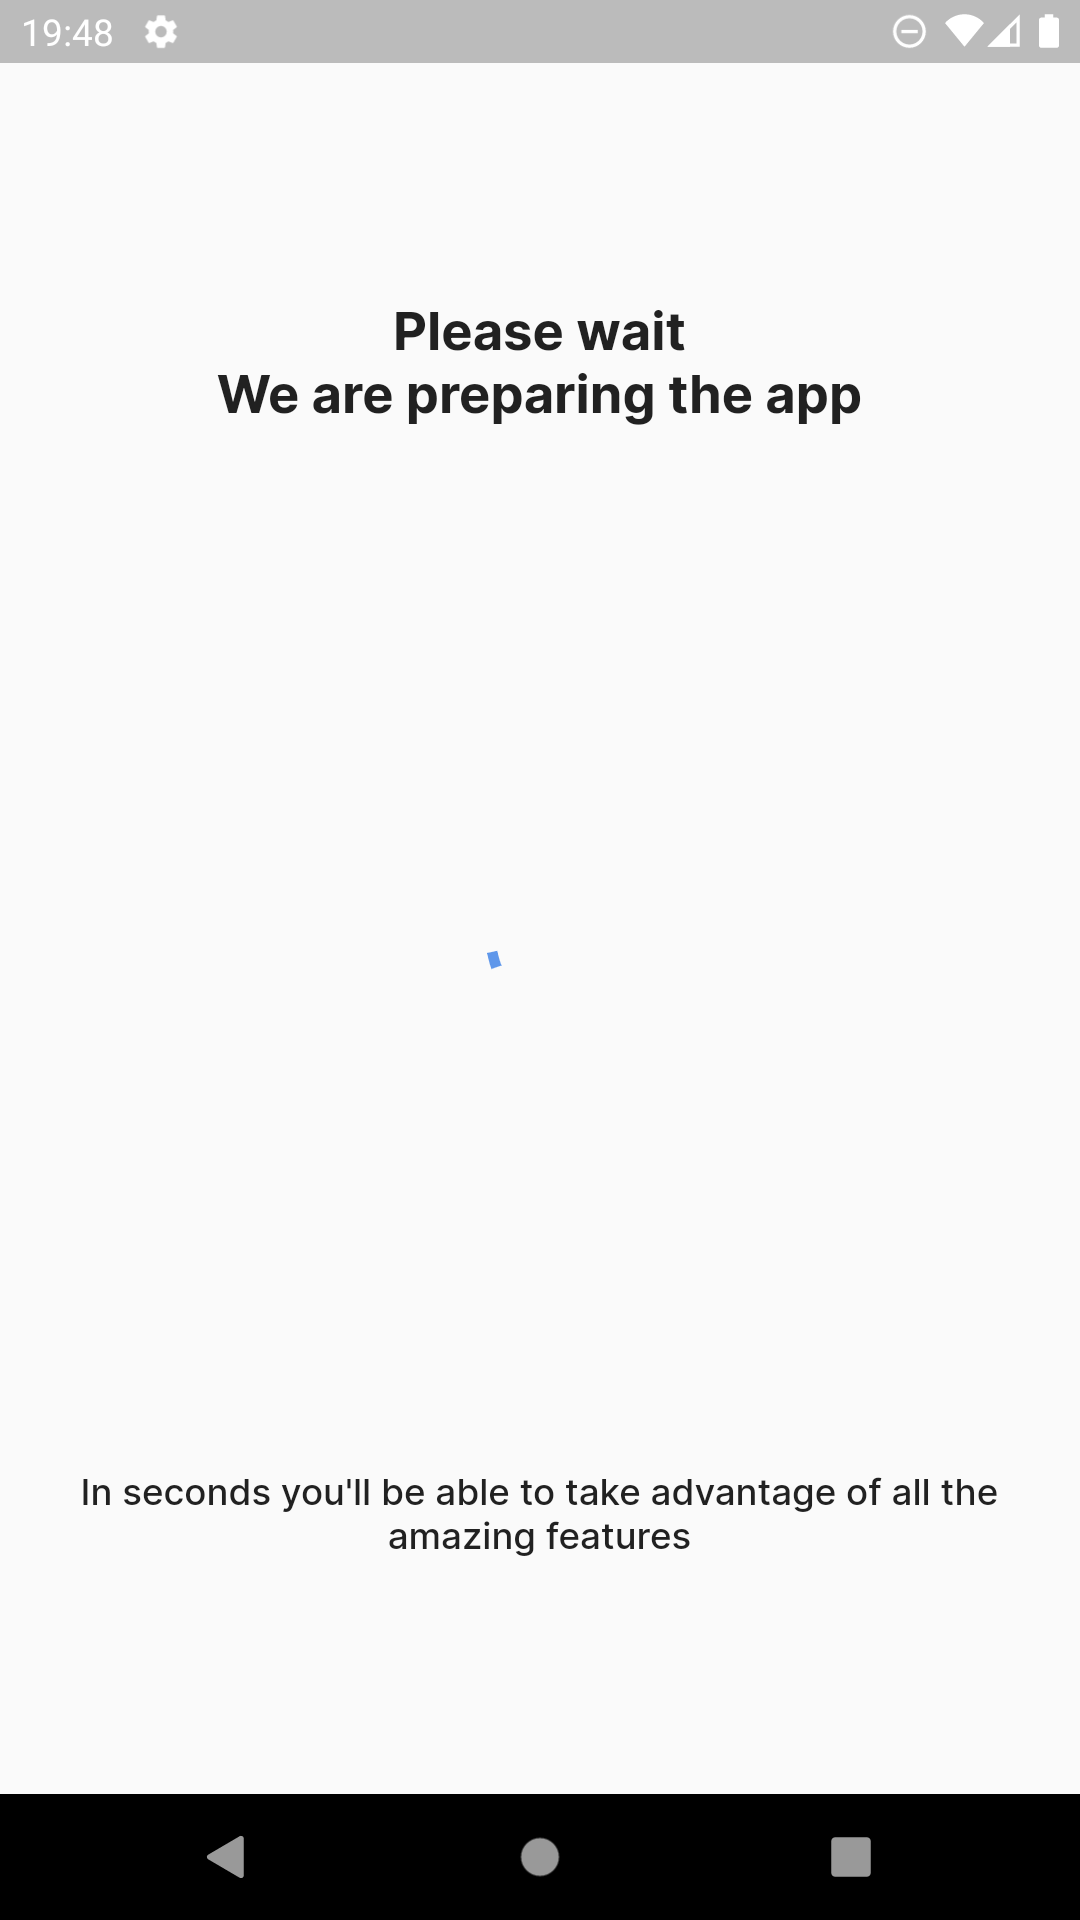 19:48
Please wait
We are preparing the app
In seconds you'll be able to take advantage of all the
amazing features